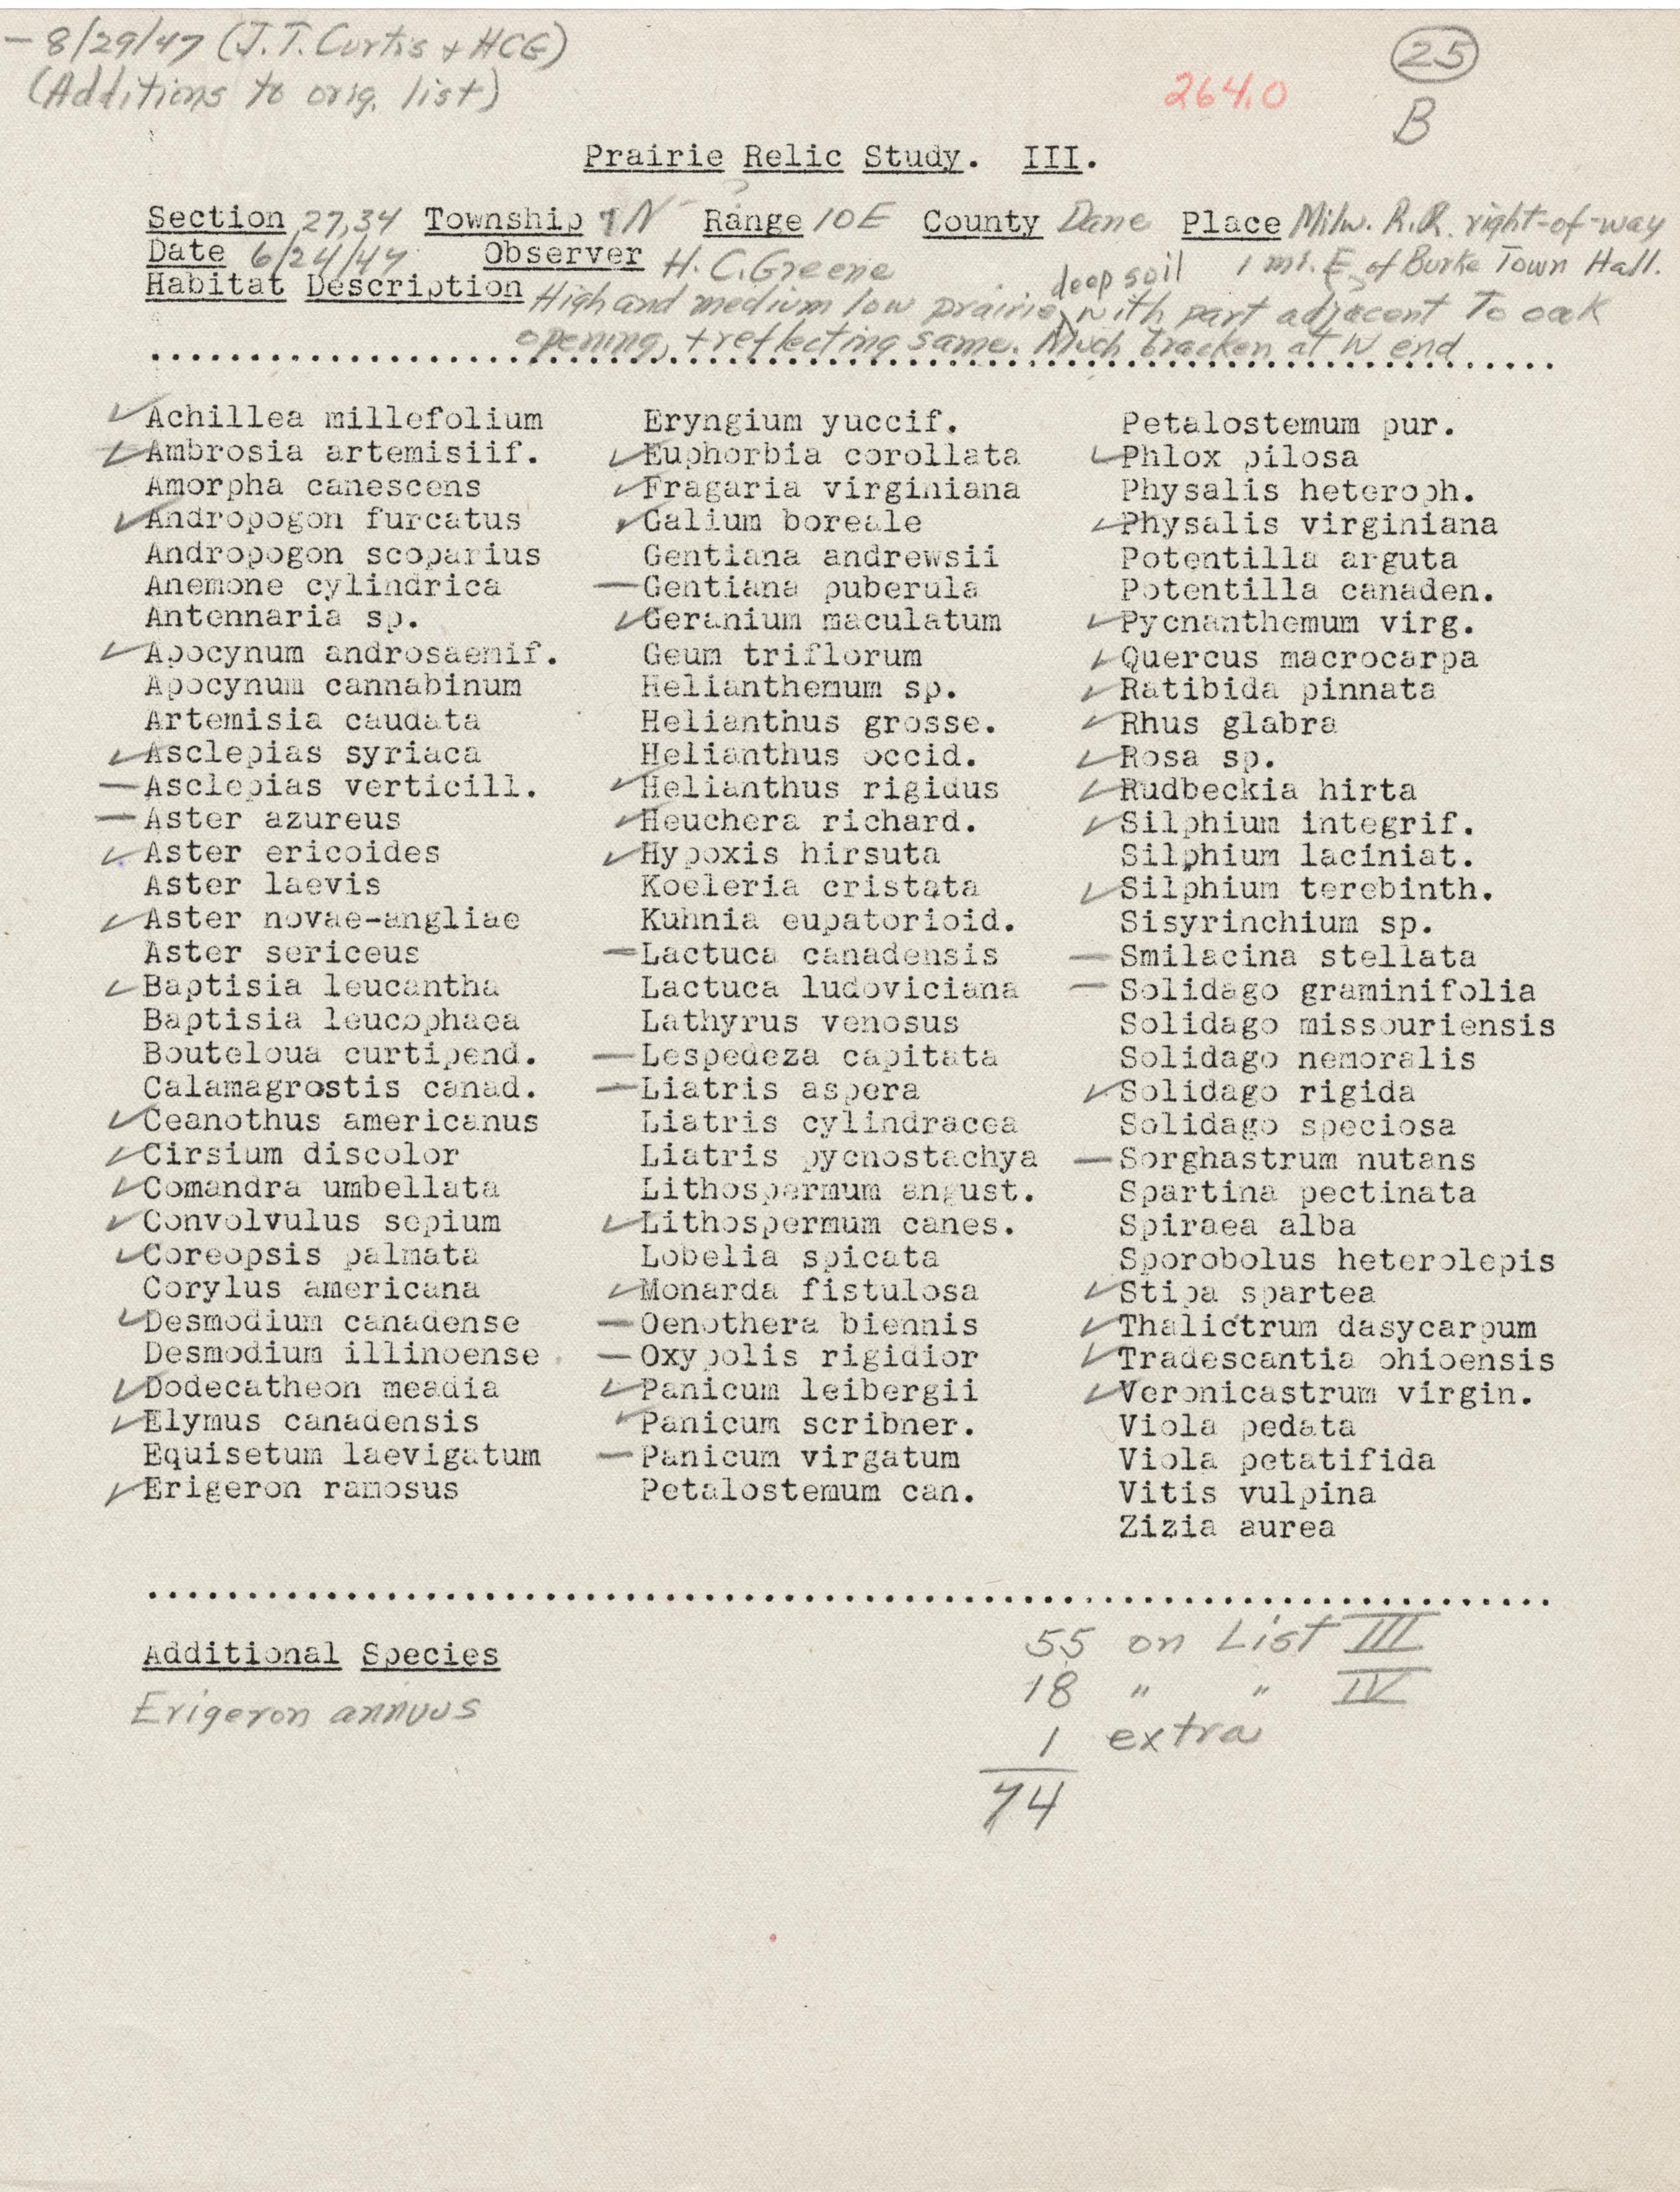 - 8/29/47 (J. T. Curtis + HCG)
(Additions to orig. list)
25
264.0
B
Prairie Relic Study. III.
?
Section 27,34 Township N Range 10E County Dane Place Milw. R.R. right-of-way
Date 6/24/47 Observer H. C. Greene 1 mi. E of Burke Town Hall.
Habitat Description High and medium low prairie, deep soil with part adjacent to oak
opening, + reflecting same. Much bracken at N end
✓ Achillea millefolium
✓ Ambrosia artemisiif.
Amorpha canescens
✓ Andropogon furcatus
Andropogon scoparius
Anemone cylindrica
Antennaria sp.
✓ Apocynum androsaemif.
Apocynum cannabinum
Artemisia caudata
✓ Asclepias syriaca
— Asclepias verticill.
— Aster azureus
✓ Aster ericoides
Aster laevis
✓ Aster novae-angliae
Aster sericeus
✓ Baptisia leucantha
Baptisia leucophaea
Bouteloua curtipend.
Calamagrostis canad.
✓ Ceanothus americanus
✓ Cirsium discolor
✓ Comandra umbellata
✓ Convolvulus sepium
✓ Coreopsis palmata
Corylus americana
✓ Desmodium canadense
Desmodium illinoense
✓ Dodecatheon meadia
✓ Elymus canadensis
Equisetum laevigatum
✓ Erigeron ramosus
Eryngium yuccif.
✓ Euphorbia corollata
✓ Fragaria virginiana
✓ Galium boreale
Gentiana andrewsii
— Gentiana puberula
✓ Geranium maculatum
Geum triflorum
Helianthemum sp.
Helianthus grosse.
Helianthus occid.
✓ Helianthus rigidus
✓ Heuchera richard.
✓ Hypoxis hirsuta
Koeleria cristata
Kuhnia eupatorioid.
— Lactuca canadensis
Lactuca ludoviciana
Lathyrus venosus
— Lespedeza capitata
— Liatris aspera
Liatris cylindracea
Liatris pycnostachya
Lithospermum angust.
✓ Lithospermum canes.
Lobelia spicata
✓ Monarda fistulosa
— Oenothera biennis
— Oxypolis rigidior
✓ Panicum leibergii
✓ Panicum scribner.
— Panicum virgatum
Petalostemum can.
Petalostemum pur.
✓ Phlox pilosa
Physalis heteroph.
✓ Physalis virginiana
Potentilla arguta
Potentilla canaden.
✓ Pycnanthemum virg.
✓ Quercus macrocarpa
✓ Ratibida pinnata
✓ Rhus glabra
✓ Rosa sp.
✓ Rudbeckia hirta
✓ Silphium integrif.
Silphium laciniat.
✓ Silphium terebinth.
Sisyrinchium sp.
— Smilacina stellata
— Solidago graminifolia
Solidago missouriensis
Solidago nemoralis
✓ Solidago rigida
Solidago speciosa
— Sorghastrum nutans
Spartina pectinata
Spiraea alba
Sporobolus heterolepis
✓ Stipa spartea
✓ Thalictrum dasycarpum
✓ Tradescantia ohioensis
✓ Veronicastrum virgin.
Viola pedata
Viola petatifida
Vitis vulpina
Zizia aurea
Additional Species
Erigeron annuus
55 on List III
18 " " IV
1 extra
74